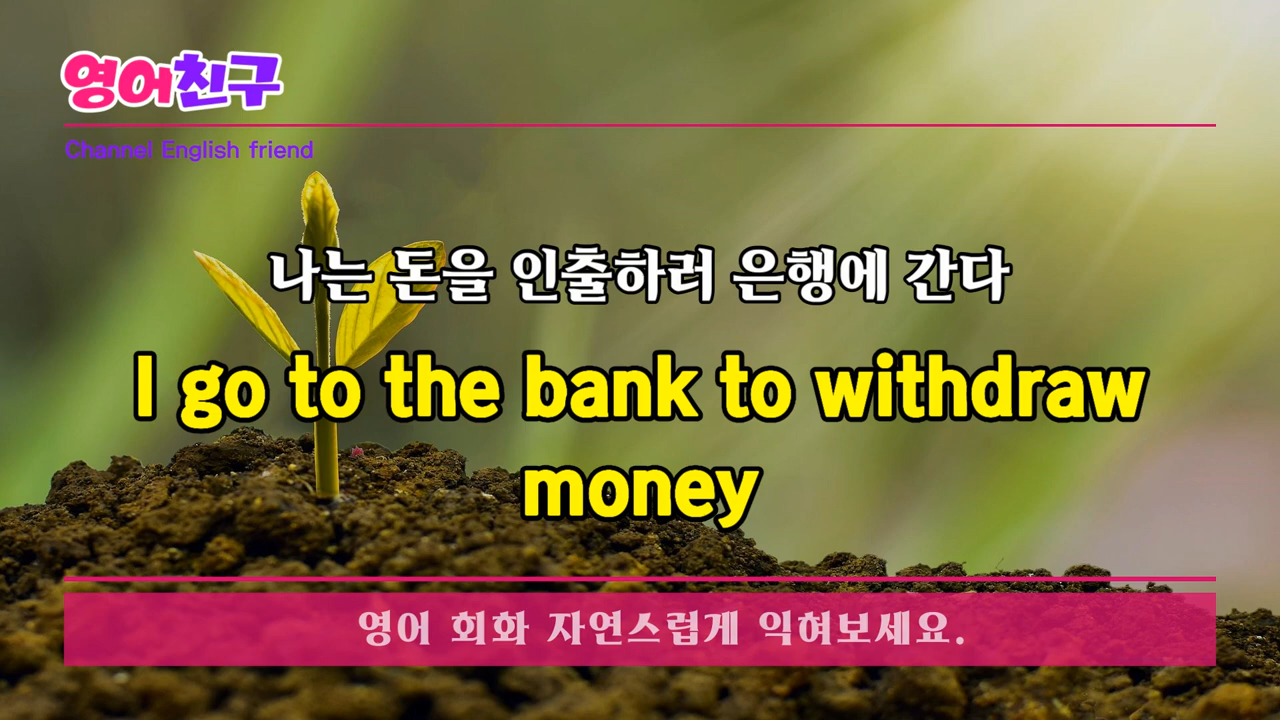 영어친구
Channel English friend
나는 돈을 인출하러 은행에 간다
I go to the bank to withdraw
money
영어 회화 자연스럽게 익혀보세요.